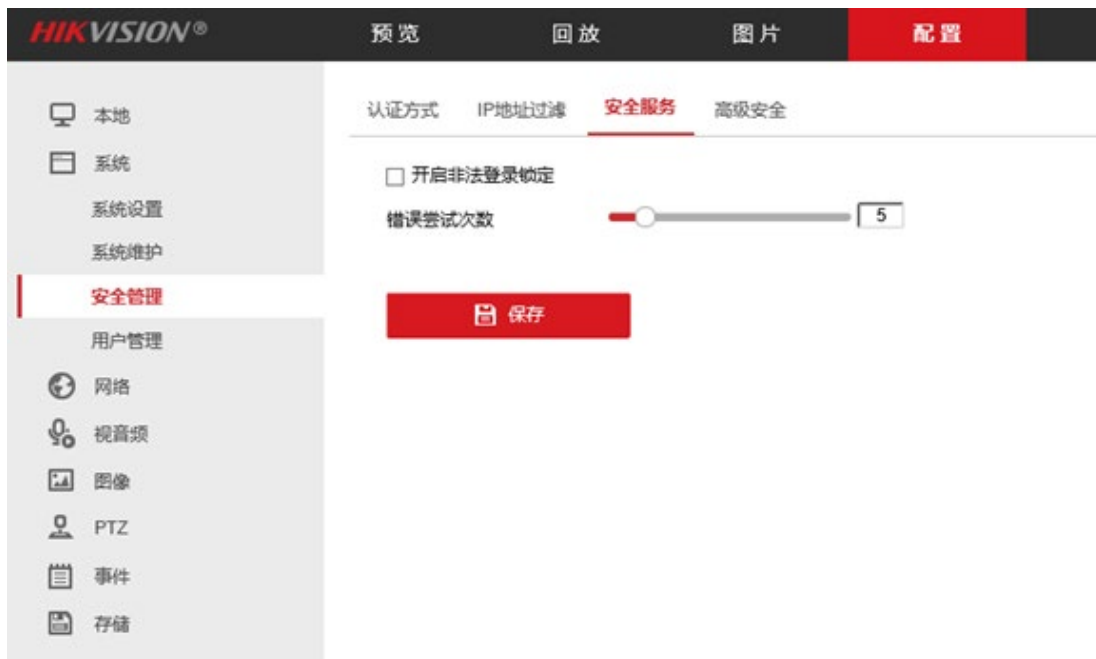 HIKVISION®
预览 回放 图片 配置
本地
系统
系统设置
系统维护
安全管理
用户管理
网络
视音频
图像
PTZ
事件
存储
认证方式 IP地址过滤 安全服务 高级安全
开启非法登录锁定
错误尝试次数 5
保存